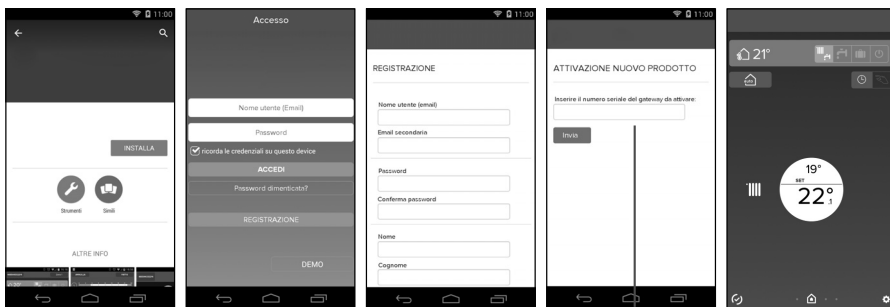 11:00
INSTALLA
Strumenti
Simili
ALTRE INFO
Accesso
Nome utente (Email)
Password
ricorda le credenziali su questo device
ACCEDI
Password dimenticata?
REGISTRAZIONE
DEMO
11:00
REGISTRAZIONE
Nome utente (email)
Email secondaria
Password
Conferma password
Nome
Cognome
11:00
ATTIVAZIONE NUOVO PRODOTTO
Inserire il numero seriale del gateway da attivare:
Invia
21°
AUTO
19°
SET
22°.1